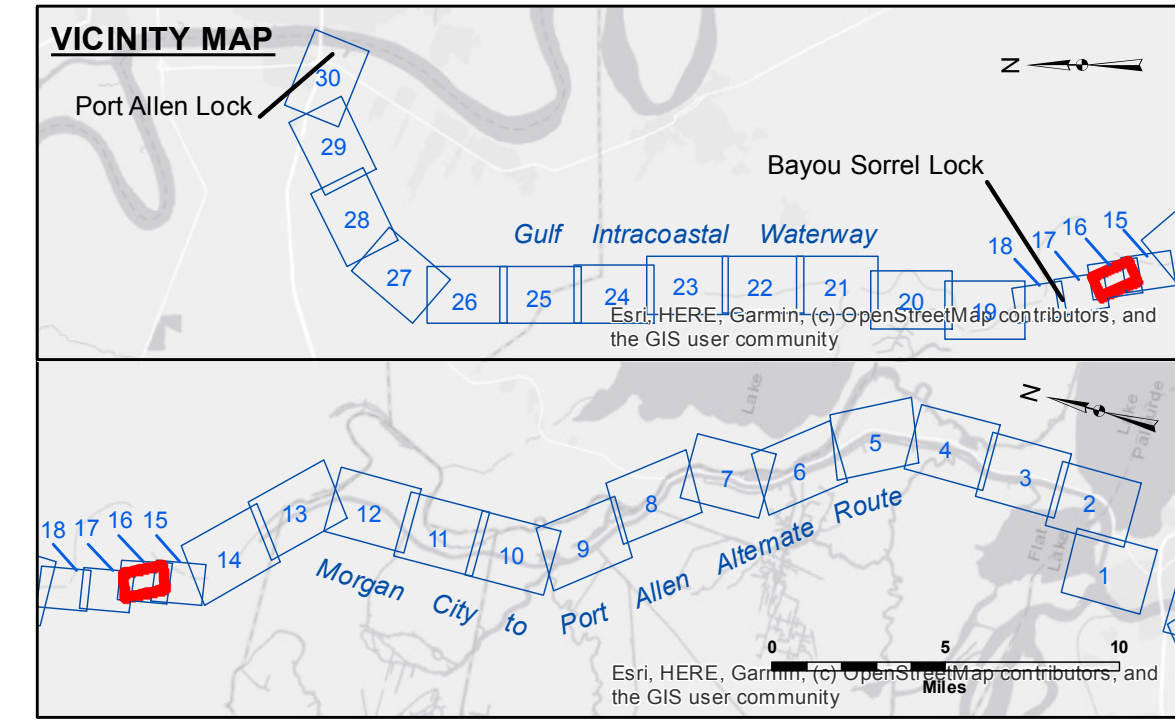 VICINITY MAP
30
Port Allen Lock
N
29
Bayou Sorrel Lock
28
Gulf Intracoastal Waterway
18 17 16 15
27
26 25 24 23 22 21 20 19
Esri, HERE, Garmin, (c) OpenStreetMap contributors, and
the GIS user community
N
Lake
Lake
Palourde
18 17 16 15
14 13 12 11 10 9 8 7 6 5 4 3 2 1
Flat
Lake
Morgan City to Port Allen Alternate Route
0 5 10
Miles
Esri, HERE, Garmin, (c) OpenStreetMap contributors, and
the GIS user community